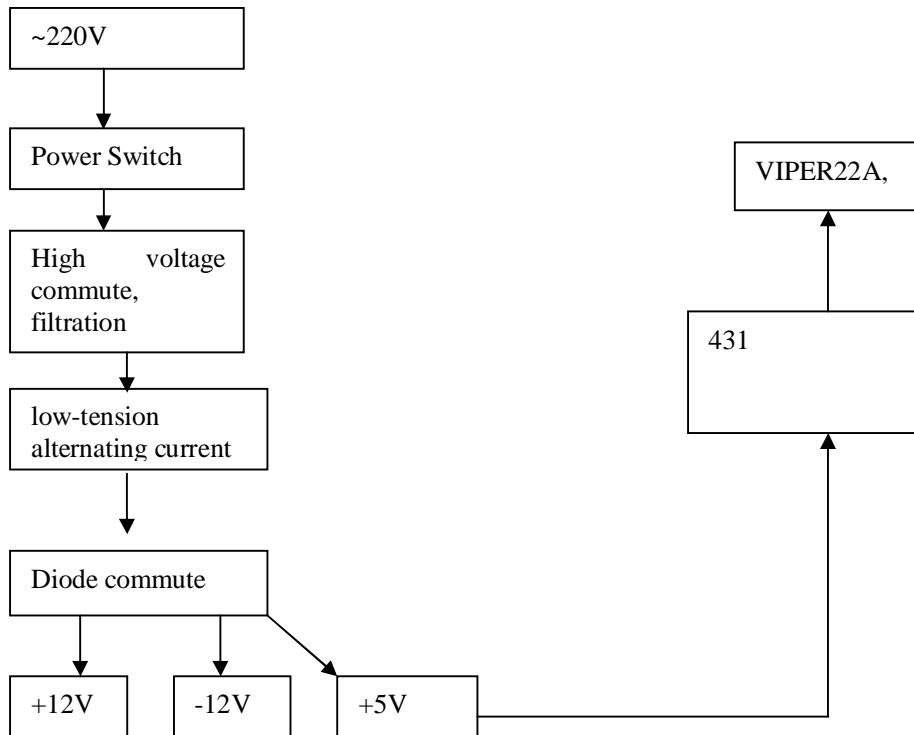 ~220V
Power Switch
High voltage
commute,
filtration
low-tension
alternating current
Diode commute
+12V
-12V
+5V
431
VIPER22A,